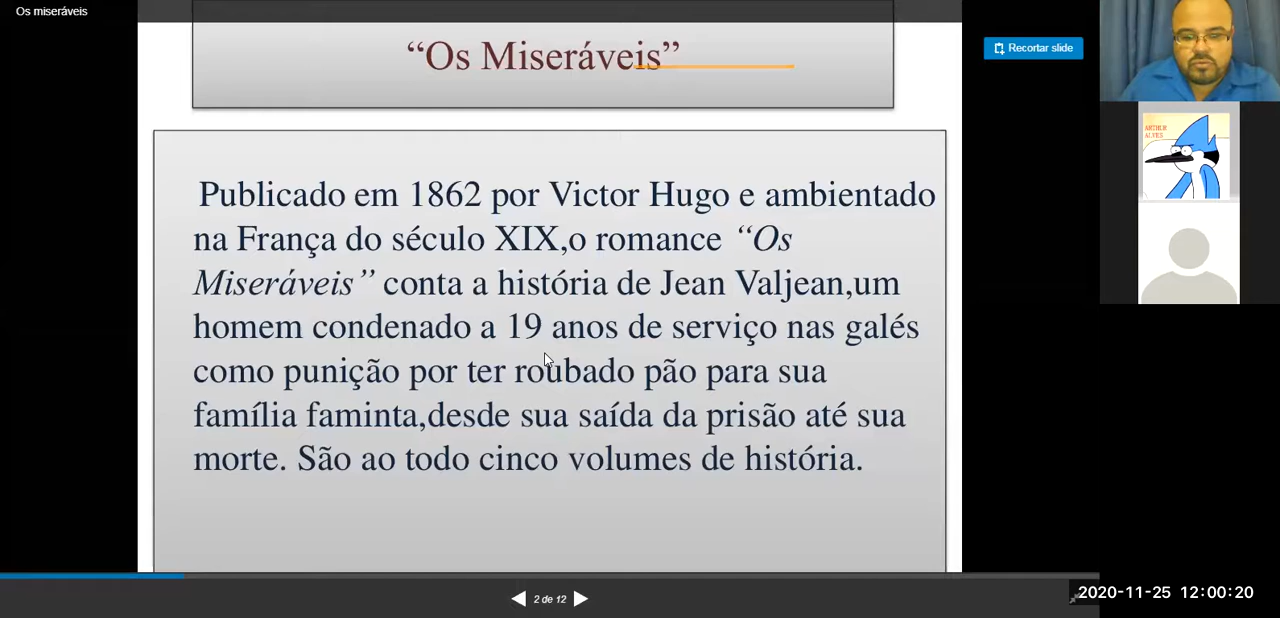 Os miseráveis
“Os Miseráveis”
Recortar slide
ARTHUR
ALVES
Publicado em 1862 por Victor Hugo e ambientado
na França do século XIX,o romance “Os
Miseráveis” conta a história de Jean Valjean,um
homem condenado a 19 anos de serviço nas galés
como punição por ter roubado pão para sua
família faminta,desde sua saída da prisão até sua
morte. São ao todo cinco volumes de história.
2 de 12
2020-11-25 12:00:20